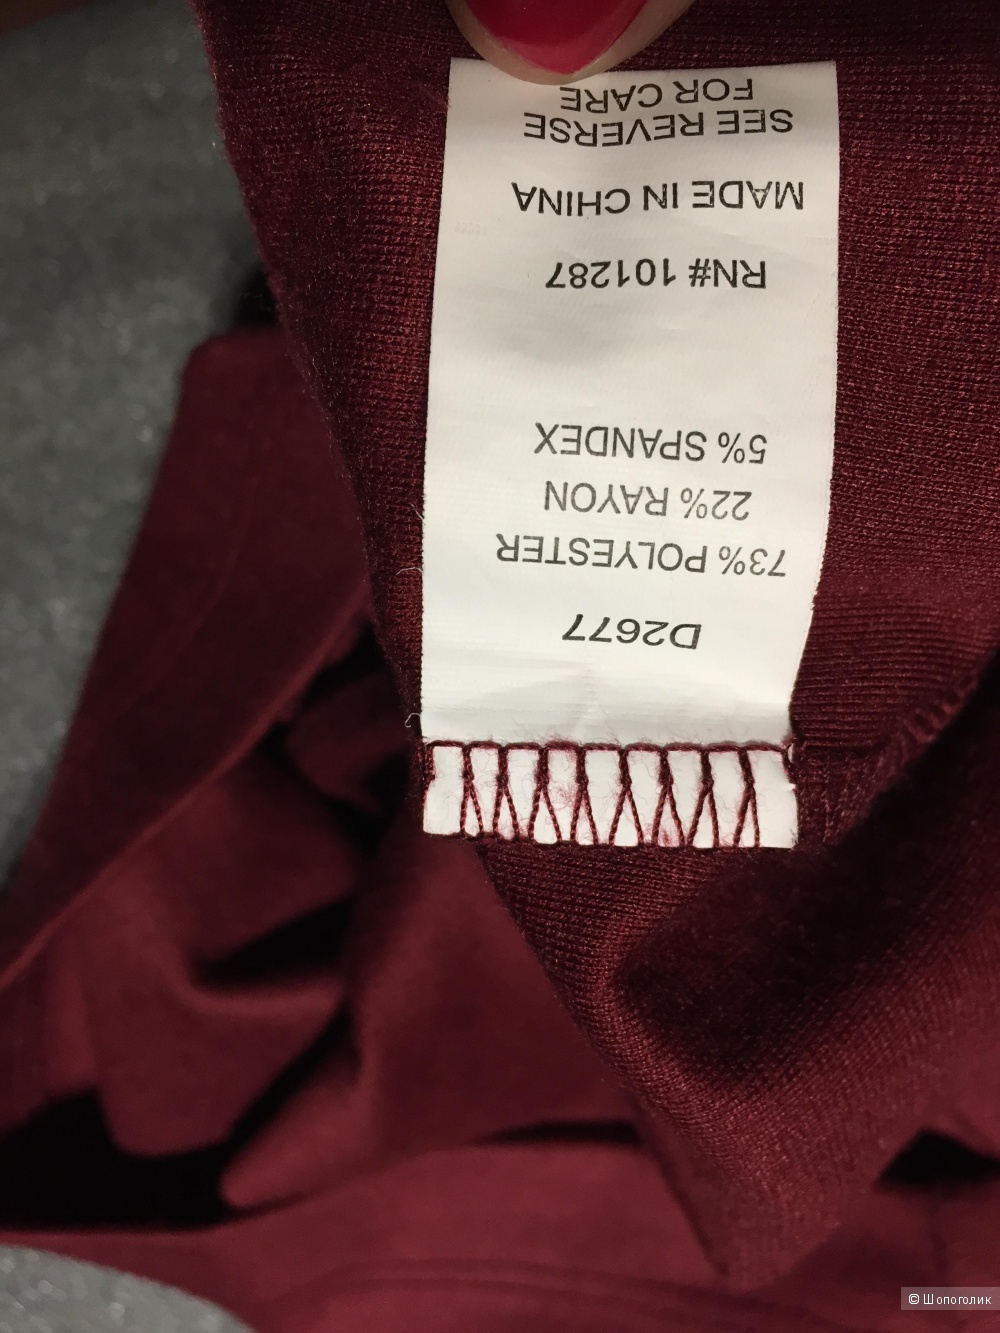 D2677
73% POLYESTER
22% RAYON
5% SPANDEX
RN# 101287
MADE IN CHINA
SEE REVERSE
FOR CARE
© Шопоголик